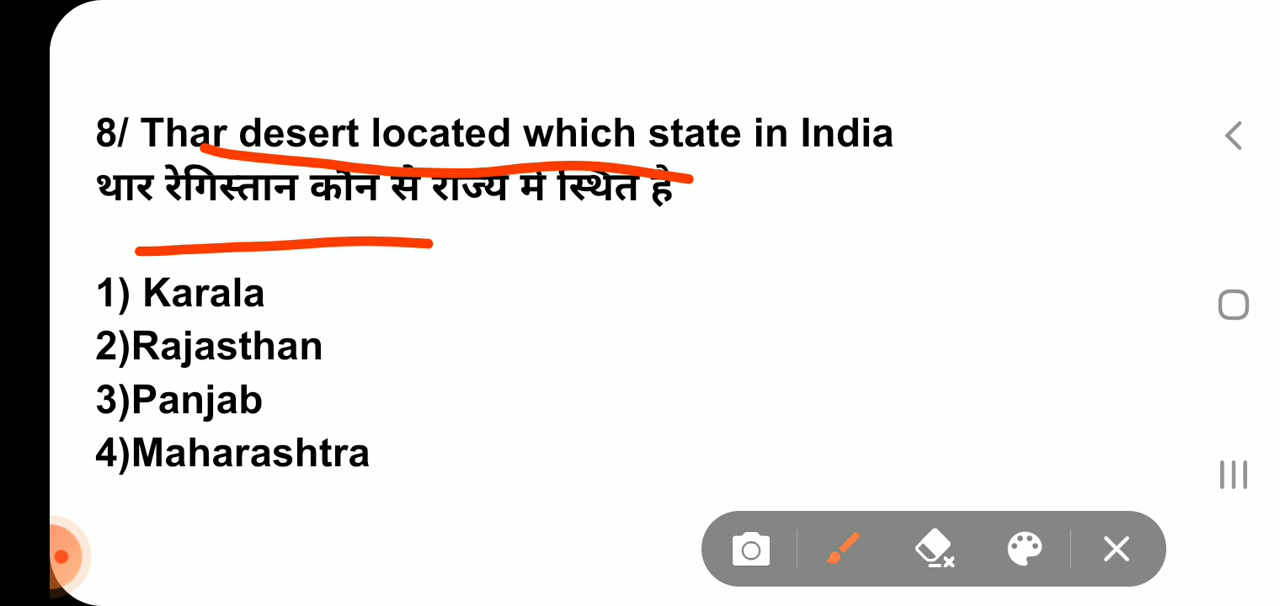 8/ Thar desert located which state in India
थार रेगिस्तान कौन से राज्य में स्थित है
1) Karala
2)Rajasthan
3)Panjab
4)Maharashtra